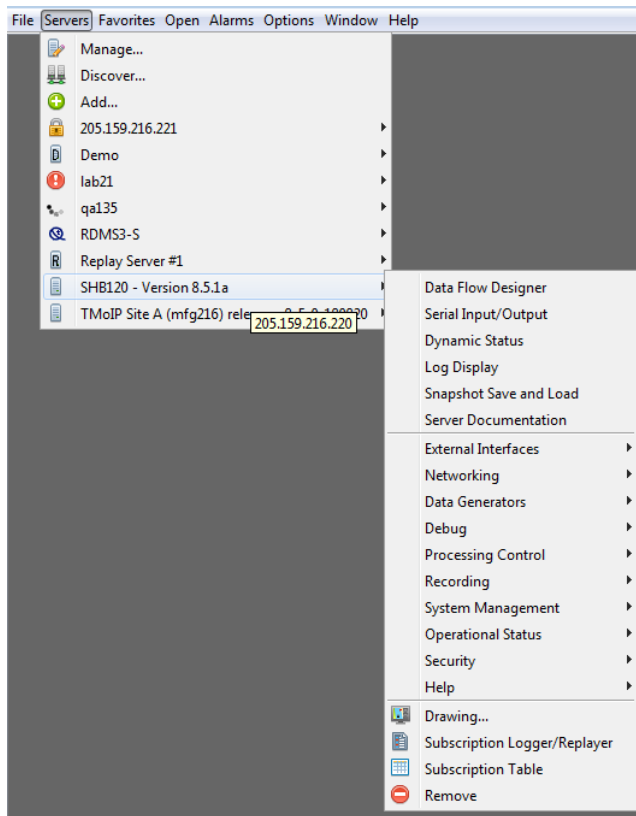 File Servers Favorites Open Alarms Options Window Help
Manage...
Discover...
Add...
205.159.216.221
D Demo
lab21
qa135
RDMS3-S
R Replay Server #1
SHB120 - Version 8.5.1a
TMoIP Site A (mfg216)
205.159.216.220
Data Flow Designer
Serial Input/Output
Dynamic Status
Log Display
Snapshot Save and Load
Server Documentation
External Interfaces
Networking
Data Generators
Debug
Processing Control
Recording
System Management
Operational Status
Security
Help
Drawing...
Subscription Logger/Replayer
Subscription Table
Remove